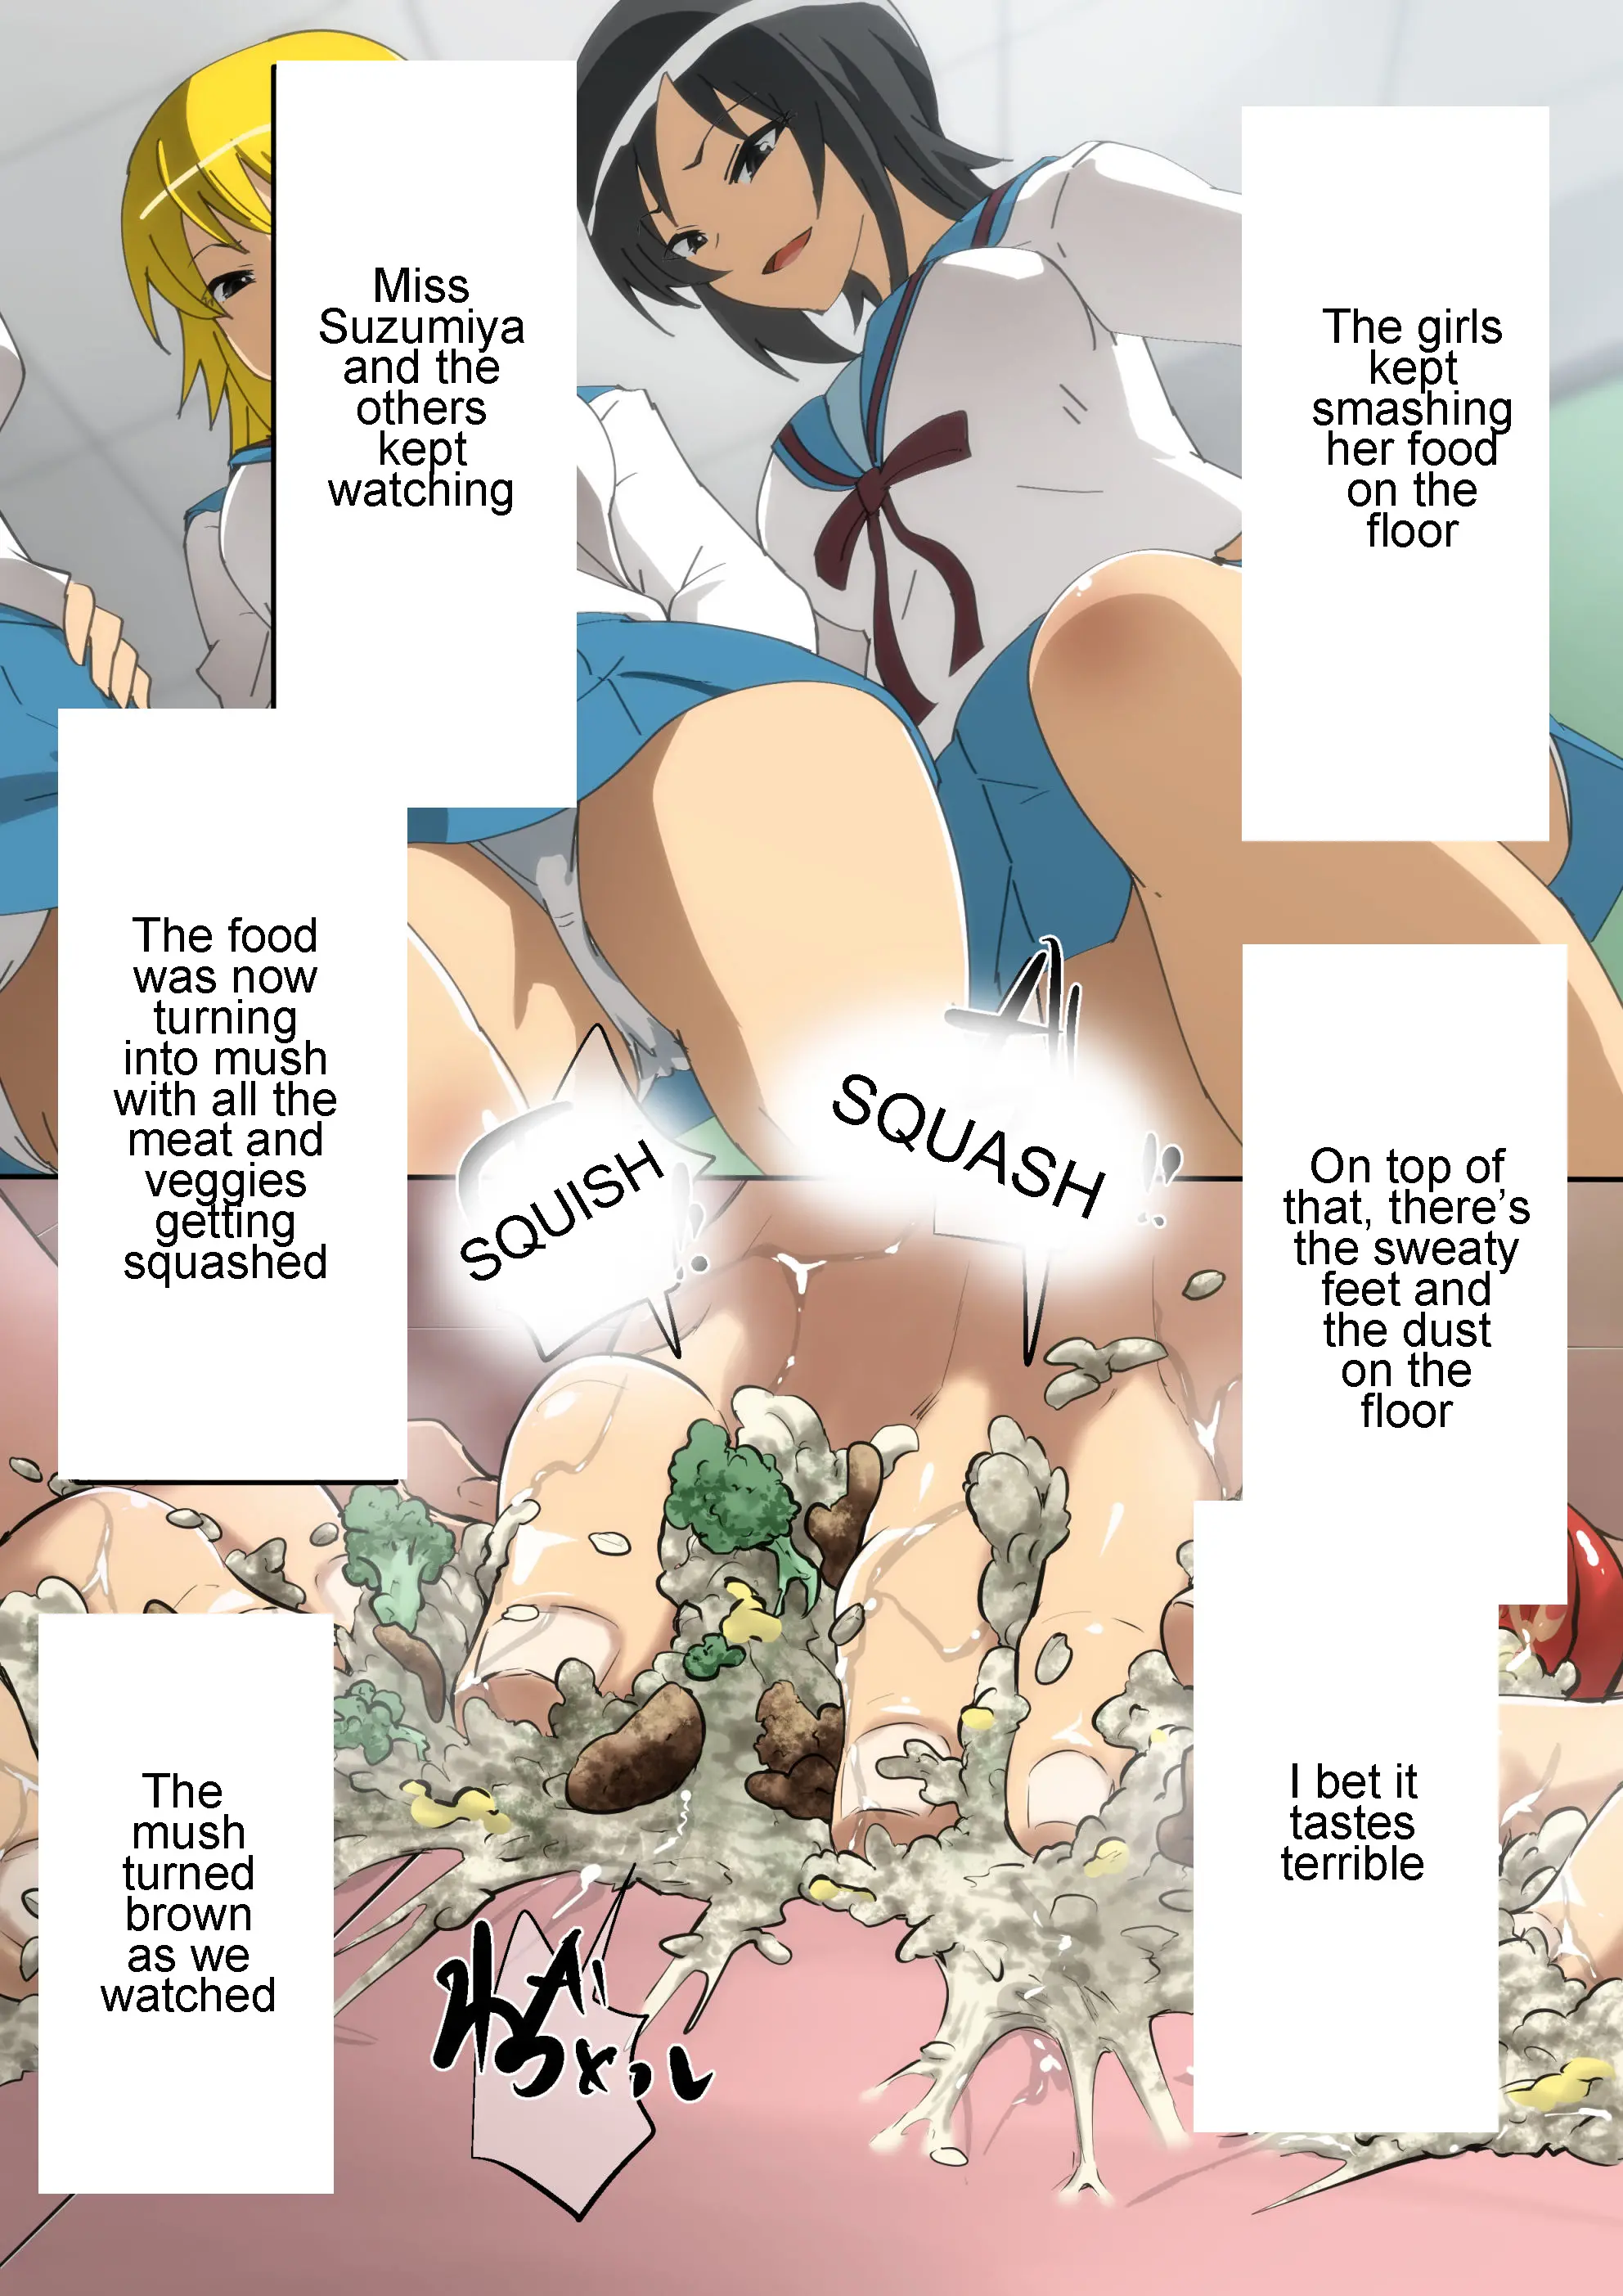 The girls
kept
smashing
her food
on the
floor
Miss
Suzumiya
and the
others
kept
watching
The food
was now
turning
into mush
with all the
meat and
veggies
getting
squashed
SQUASH
SQUISH
On top of
that, there’s
the sweaty
feet and
the dust
on the
floor
I bet it
tastes
terrible
The
mush
turned
brown
as we
watched